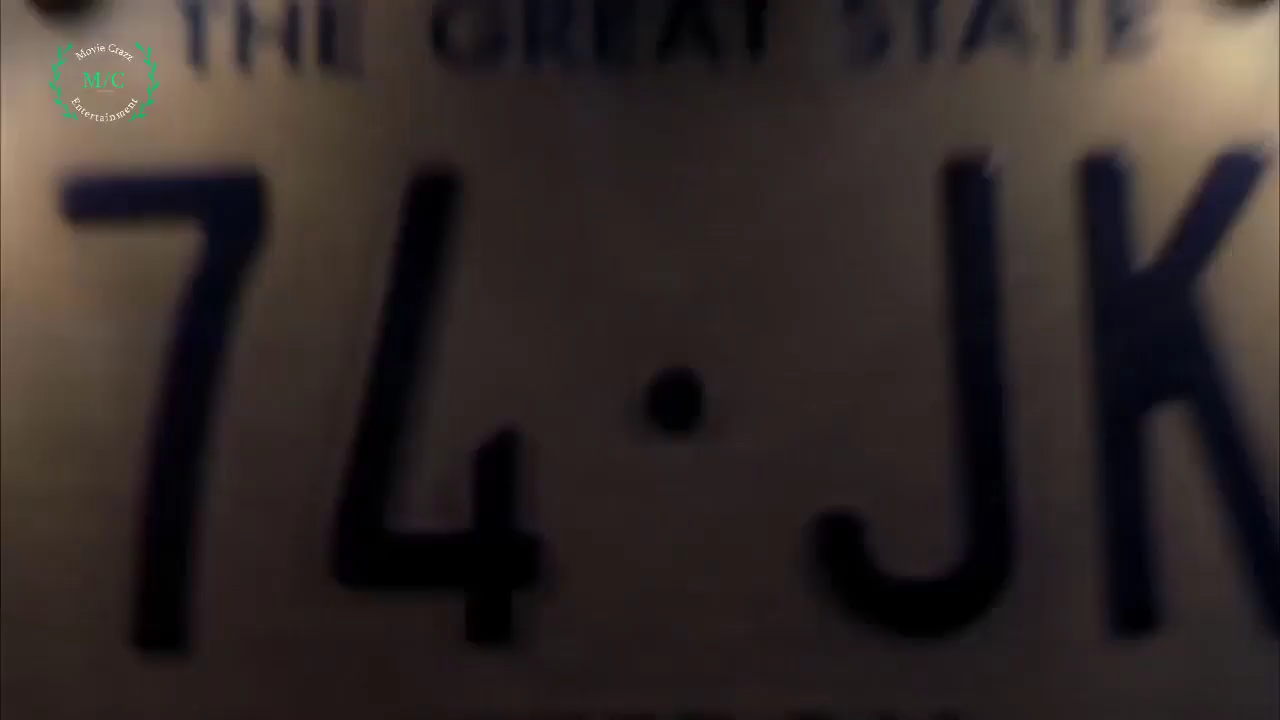 THE GREAT STATE
Movie Crazz
M/C
Entertainment
74 · JK